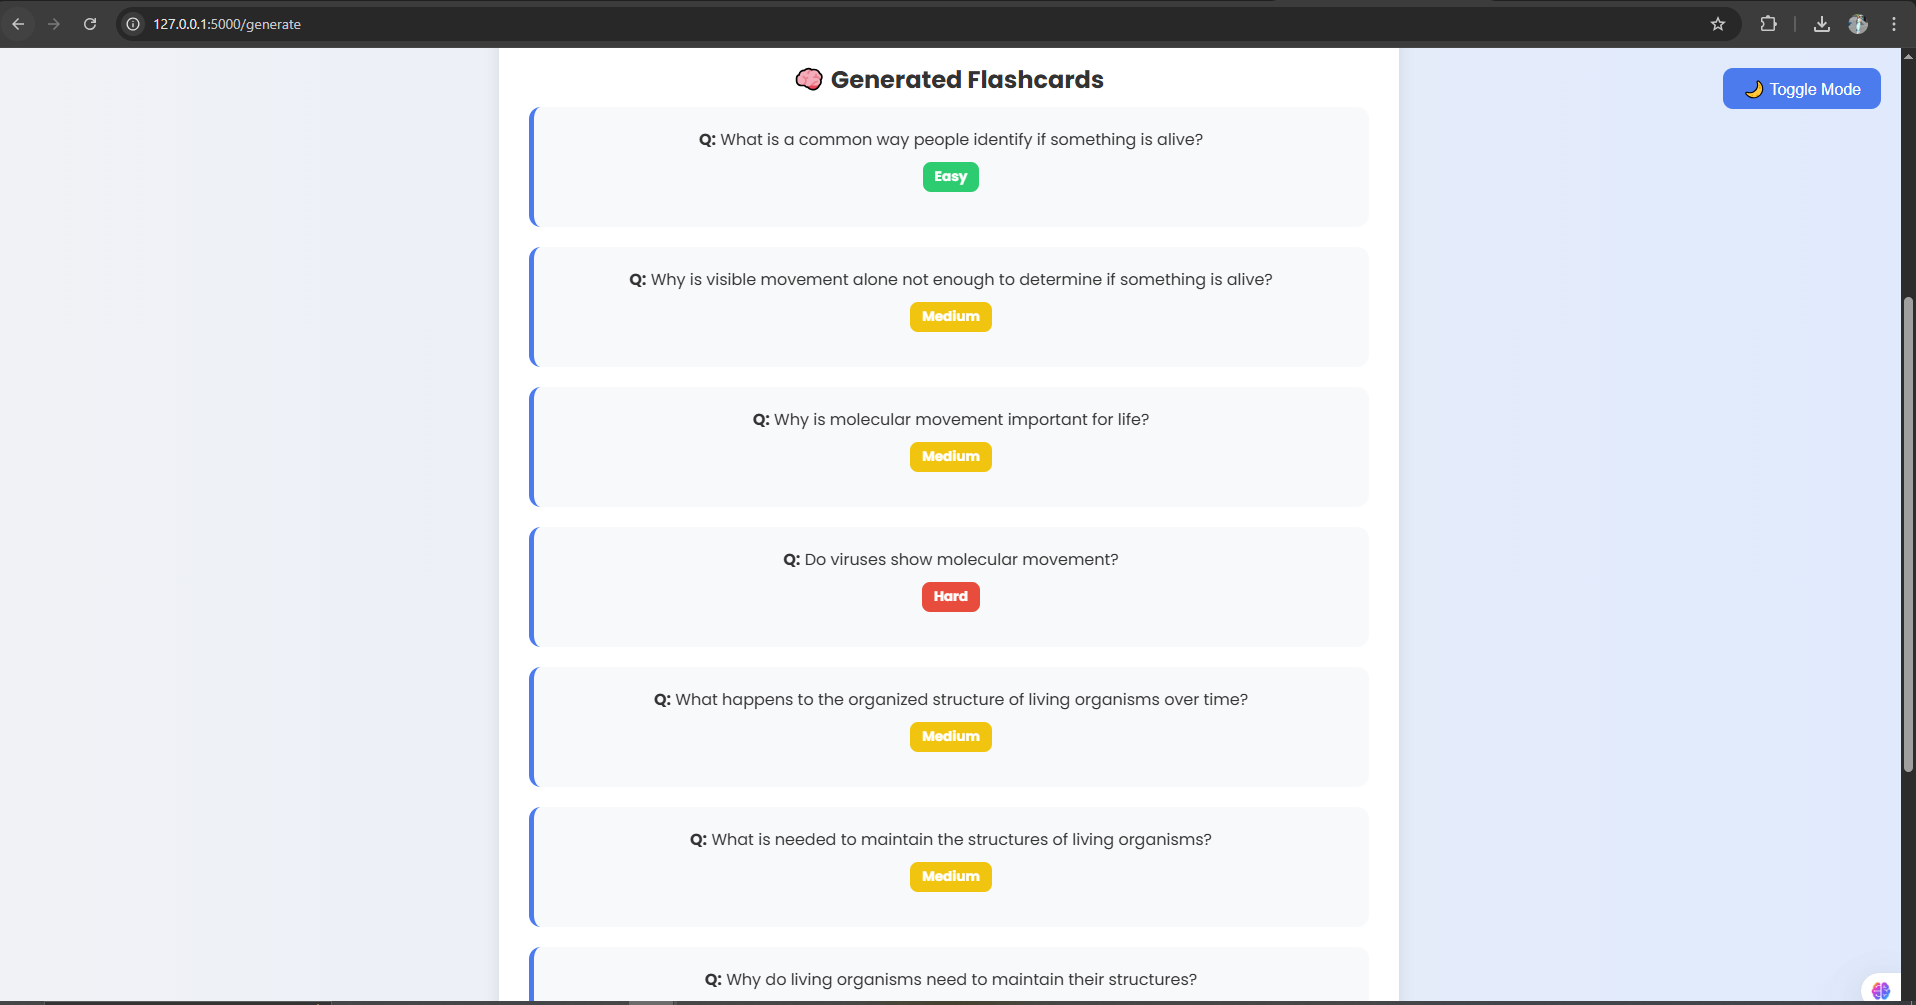 127.0.0.1:5000/generate
Generated Flashcards
Toggle Mode
Q: What is a common way people identify if something is alive?
Easy
Q: Why is visible movement alone not enough to determine if something is alive?
Medium
Q: Why is molecular movement important for life?
Medium
Q: Do viruses show molecular movement?
Hard
Q: What happens to the organized structure of living organisms over time?
Medium
Q: What is needed to maintain the structures of living organisms?
Medium
Q: Why do living organisms need to maintain their structures?